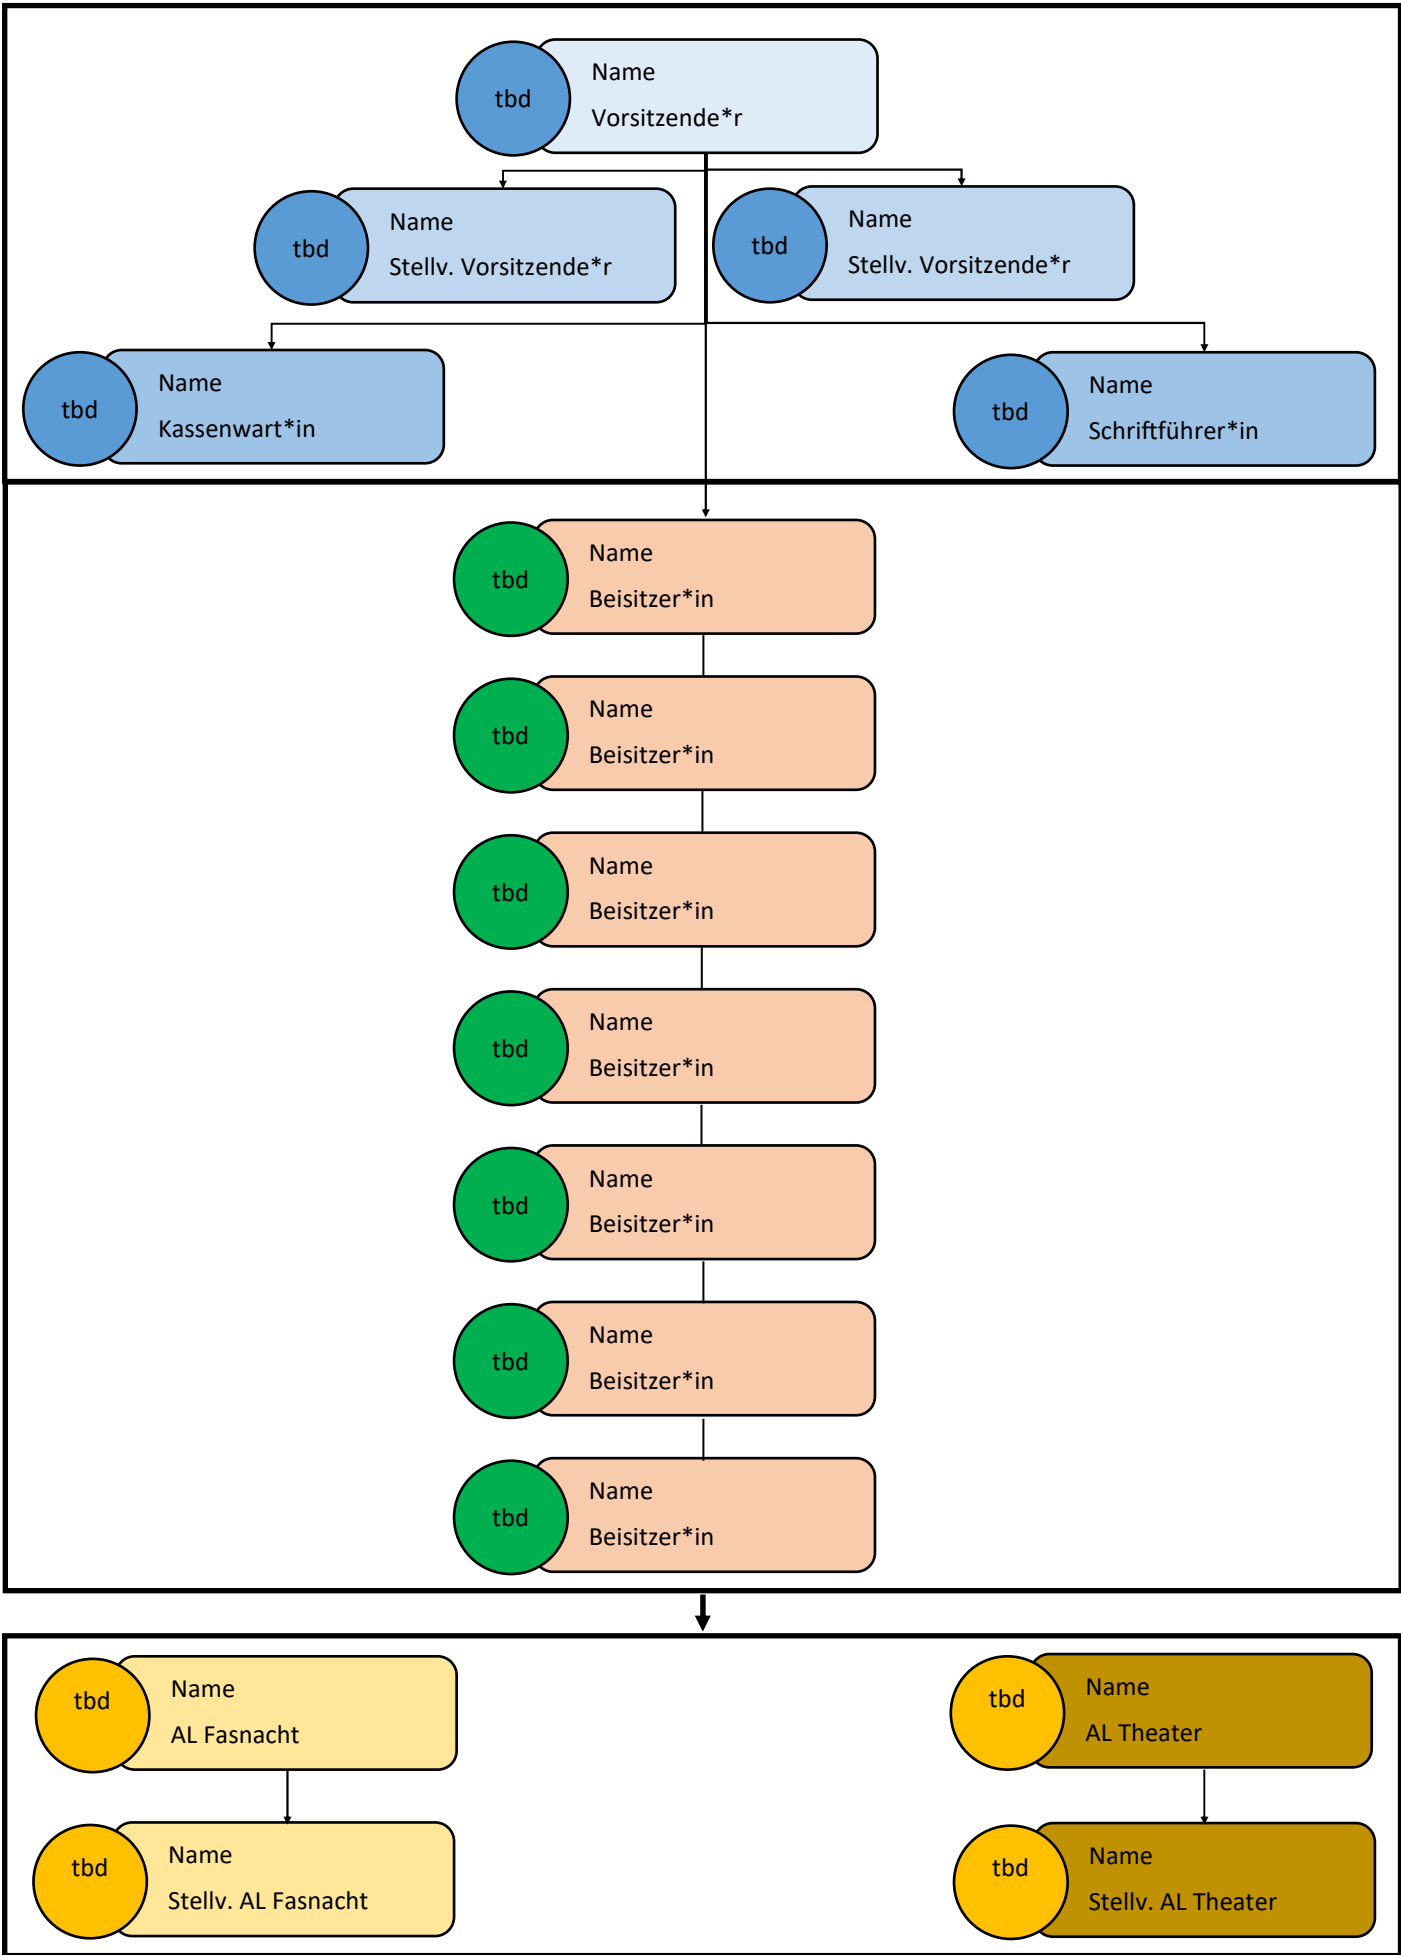 tbd
Name
Vorsitzende*r
tbd
Name
Stellv. Vorsitzende*r
tbd
Name
Stellv. Vorsitzende*r
tbd
Name
Kassenwart*in
tbd
Name
Schriftführer*in
tbd
Name
Beisitzer*in
tbd
Name
Beisitzer*in
tbd
Name
Beisitzer*in
tbd
Name
Beisitzer*in
tbd
Name
Beisitzer*in
tbd
Name
Beisitzer*in
tbd
Name
Beisitzer*in
tbd
Name
AL Fasnacht
tbd
Name
AL Theater
tbd
Name
Stellv. AL Fasnacht
tbd
Name
Stellv. AL Theater